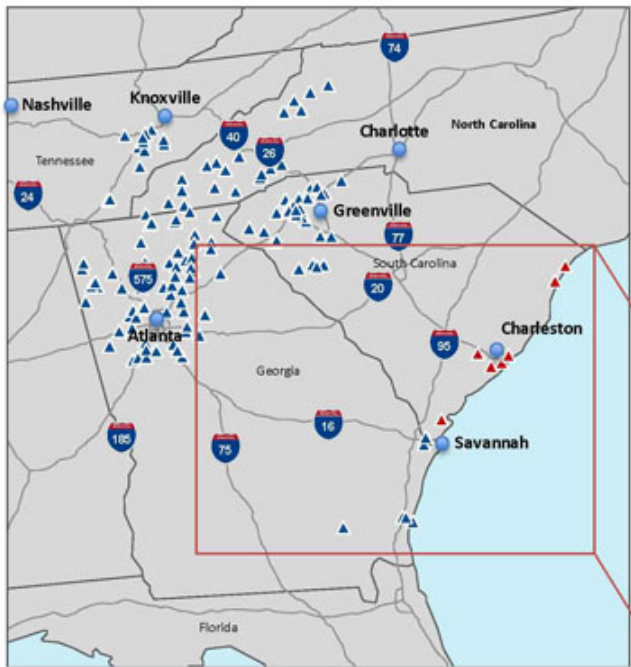 74
Nashville
Knoxville
40
26
Charlotte
North Carolina
Tennessee
24
Greenville
77
South Carolina
575
20
Atlanta
Charleston
95
Georgia
16
185
75
Savannah
Florida